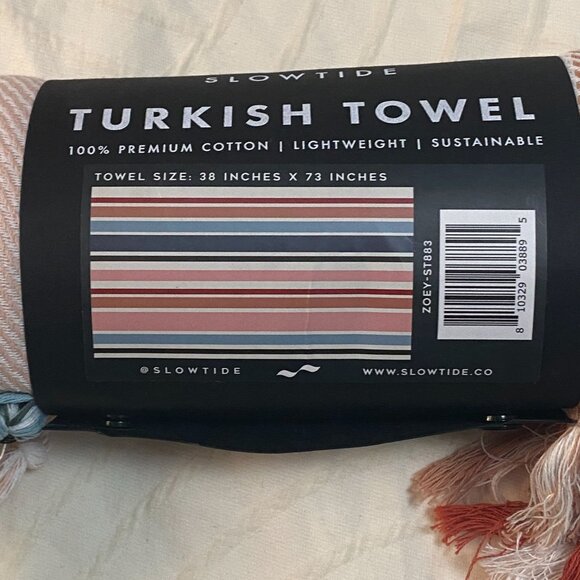 SLOWTIDE
TURKISH TOWEL
100% PREMIUM COTTON | LIGHTWEIGHT | SUSTAINABLE
TOWEL SIZE: 38 INCHES X 73 INCHES
ZOEY-ST883
8 10329 03889 5
@SLOWTIDE
WWW.SLOWTIDE.CO